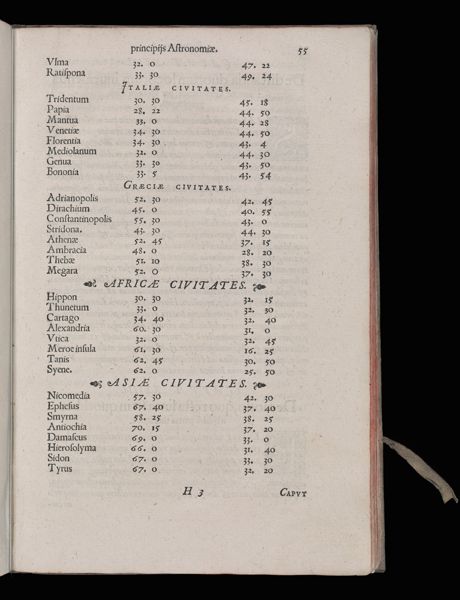 principijs Astronomiæ. 55
Vlma 32. 0 47. 22
Ratispona 33. 30 49. 24
ITALIÆ CIVITATES.
Tridentum 30. 30 45. 18
Papia 28. 22 44. 50
Mantua 33. 0 44. 28
Venetiæ 34. 30 44. 50
Florentia 34. 30 43. 4
Mediolanum 32. 0 44. 30
Genua 33. 30 43. 50
Bononia 33. 5 43. 54
GRÆCIÆ CIVITATES.
Adrianopolis 52. 30 42. 45
Dirachium 45. 0 40. 55
Constantinopolis 55. 30 43. 0
Stridona. 43. 30 44. 30
Athenæ 52. 45 37. 15
Ambracia 48. 0 28. 20
Thebæ 51. 10 38. 30
Megara 52. 0 37. 30
AFRICÆ CIVITATES.
Hippon 30. 30 32. 15
Thunetum 33. 0 32. 30
Cartago 34. 40 32. 40
Alexandria 60. 30 31. 0
Vtica 32. 0 32. 45
Meroe insula 61. 30 16. 25
Tanis 62. 45 30. 50
Syene. 62. 0 25. 50
ASIÆ CIVITATES.
Nicomedia 57. 30 42. 30
Ephesus 67. 40 37. 40
Smyrna 58. 25 38. 25
Antiochia 70. 15 37. 20
Damascus 69. 0 33. 0
Hierosolyma 66. 0 31. 40
Sidon 67. 0 33. 30
Tyrus 67. 0 32. 20
H 3 CAPVT